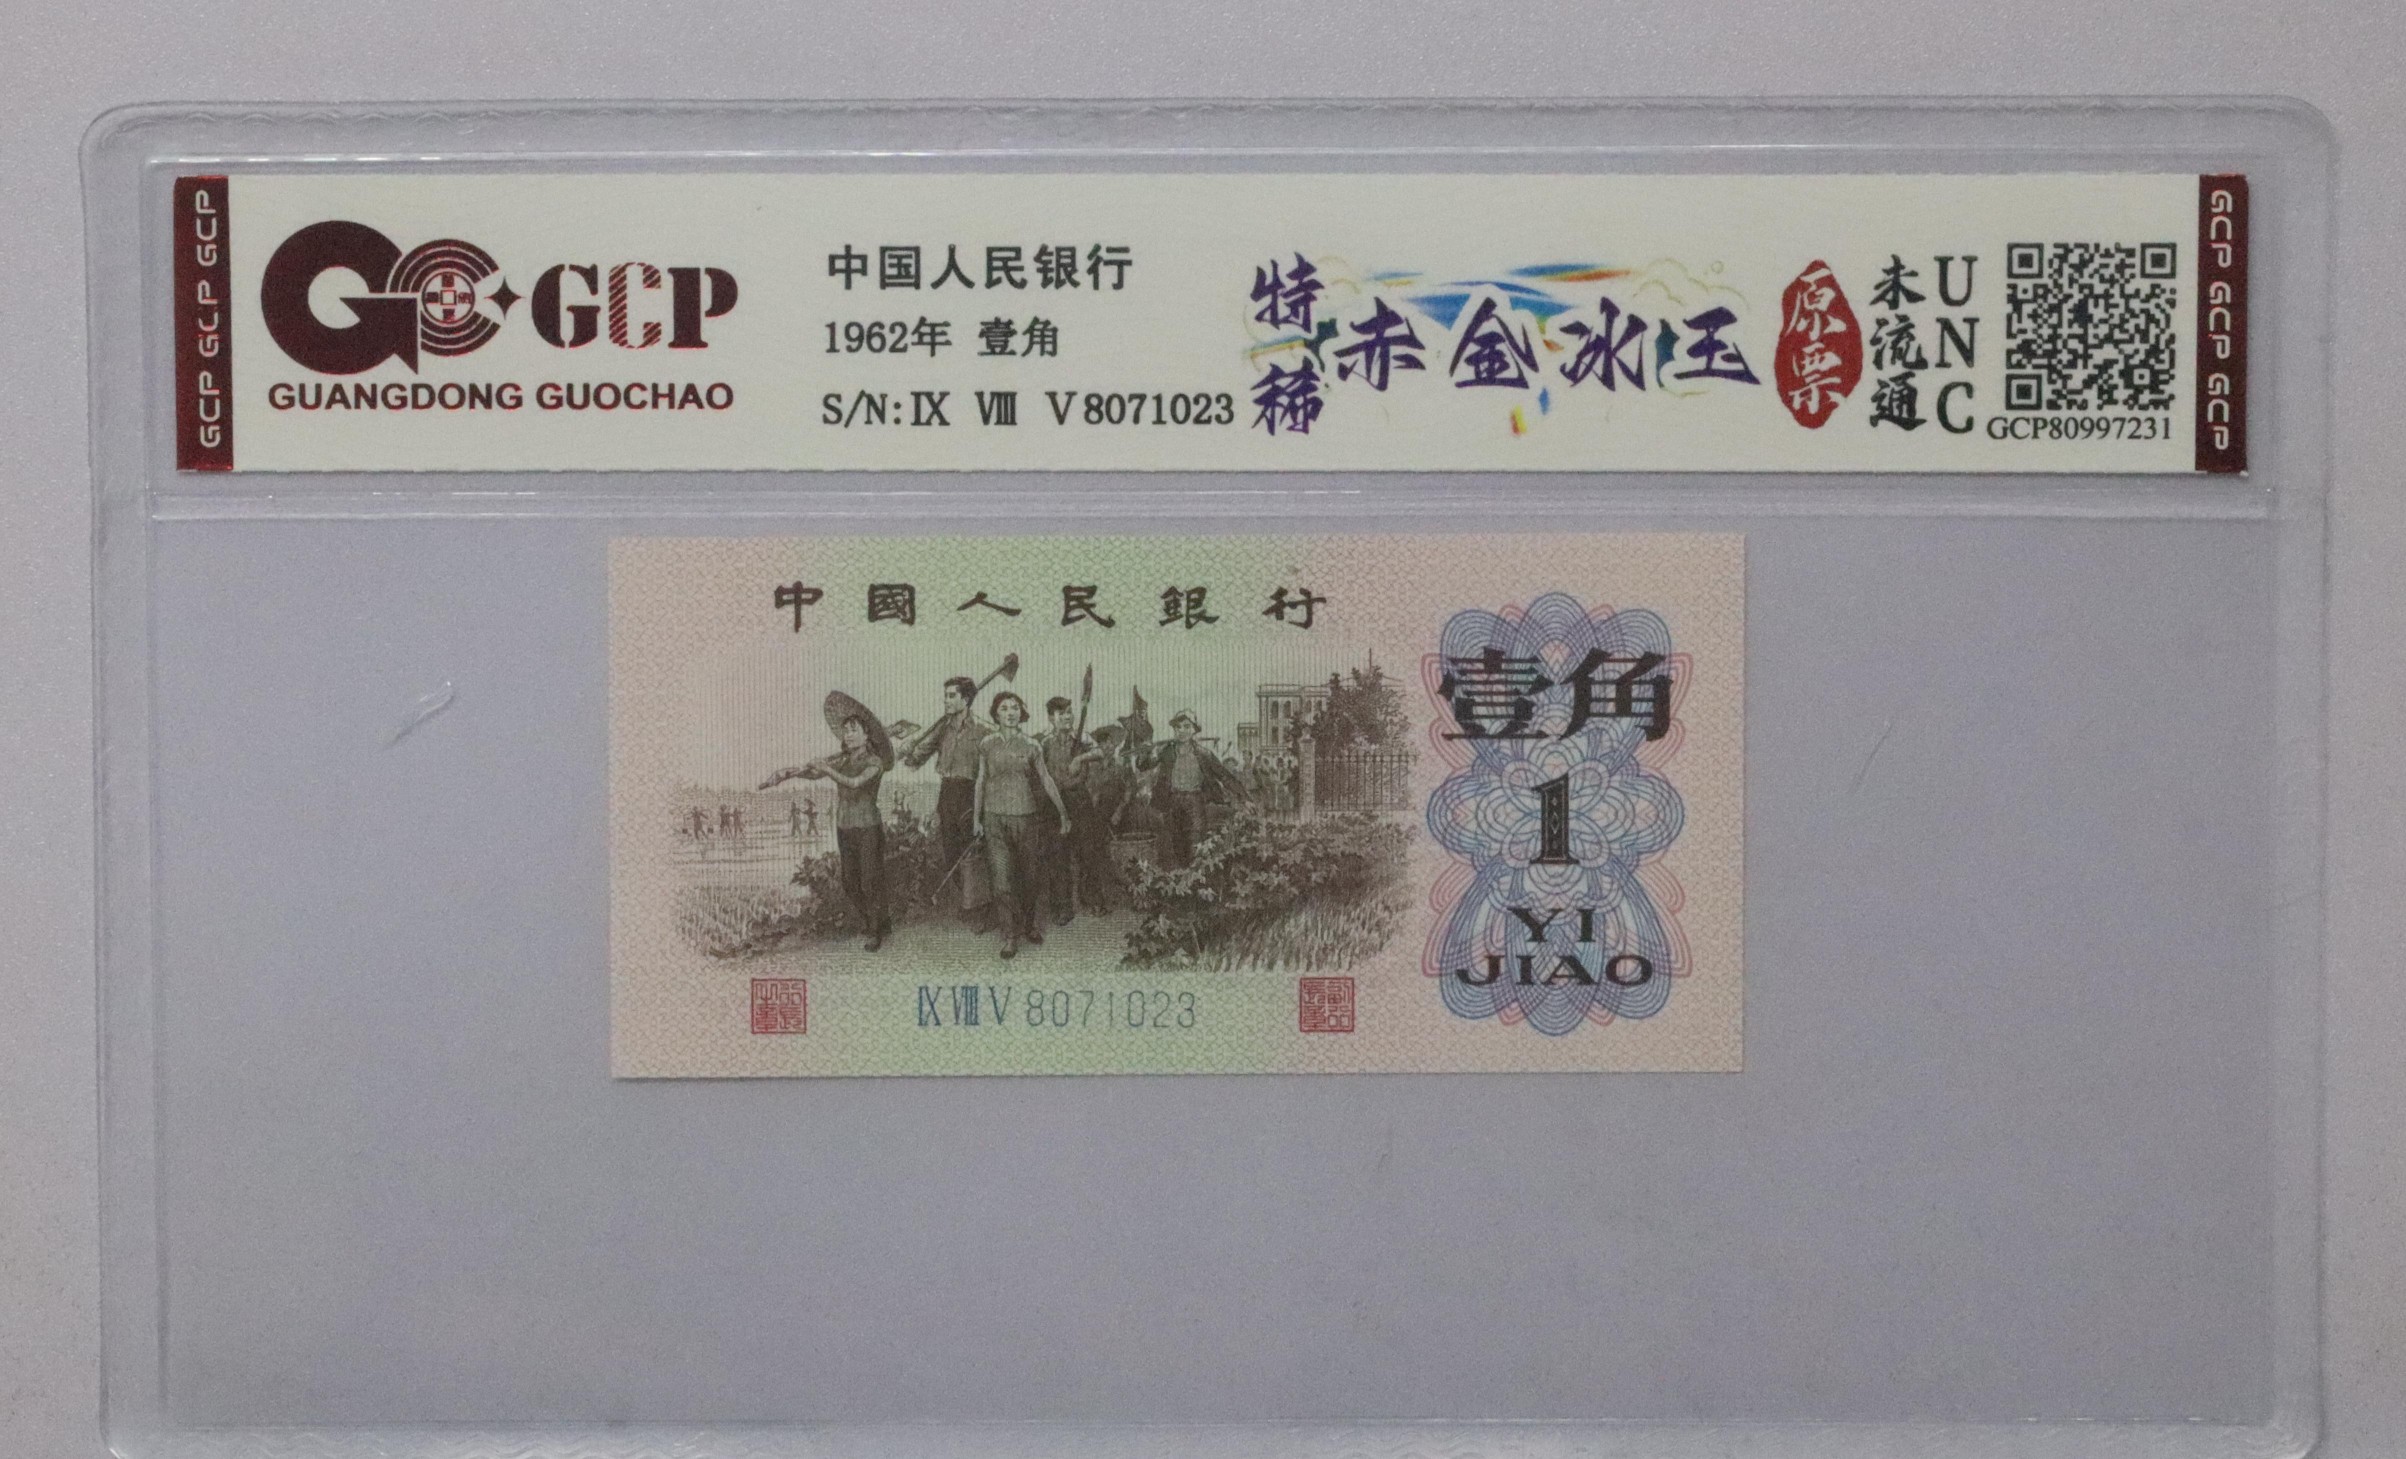 GCP GCP GCP
GCP
GUANGDONG GUOCHAO
中国人民银行
1962年 壹角
S/N:Ⅸ Ⅷ Ⅴ8071023
特稀
赤金冰玉
原票
未流通
UNC
GCP80997231
GCP GCP GCP
中國人民銀行
壹角
1
YI
JIAO
Ⅸ Ⅷ Ⅴ 8071023